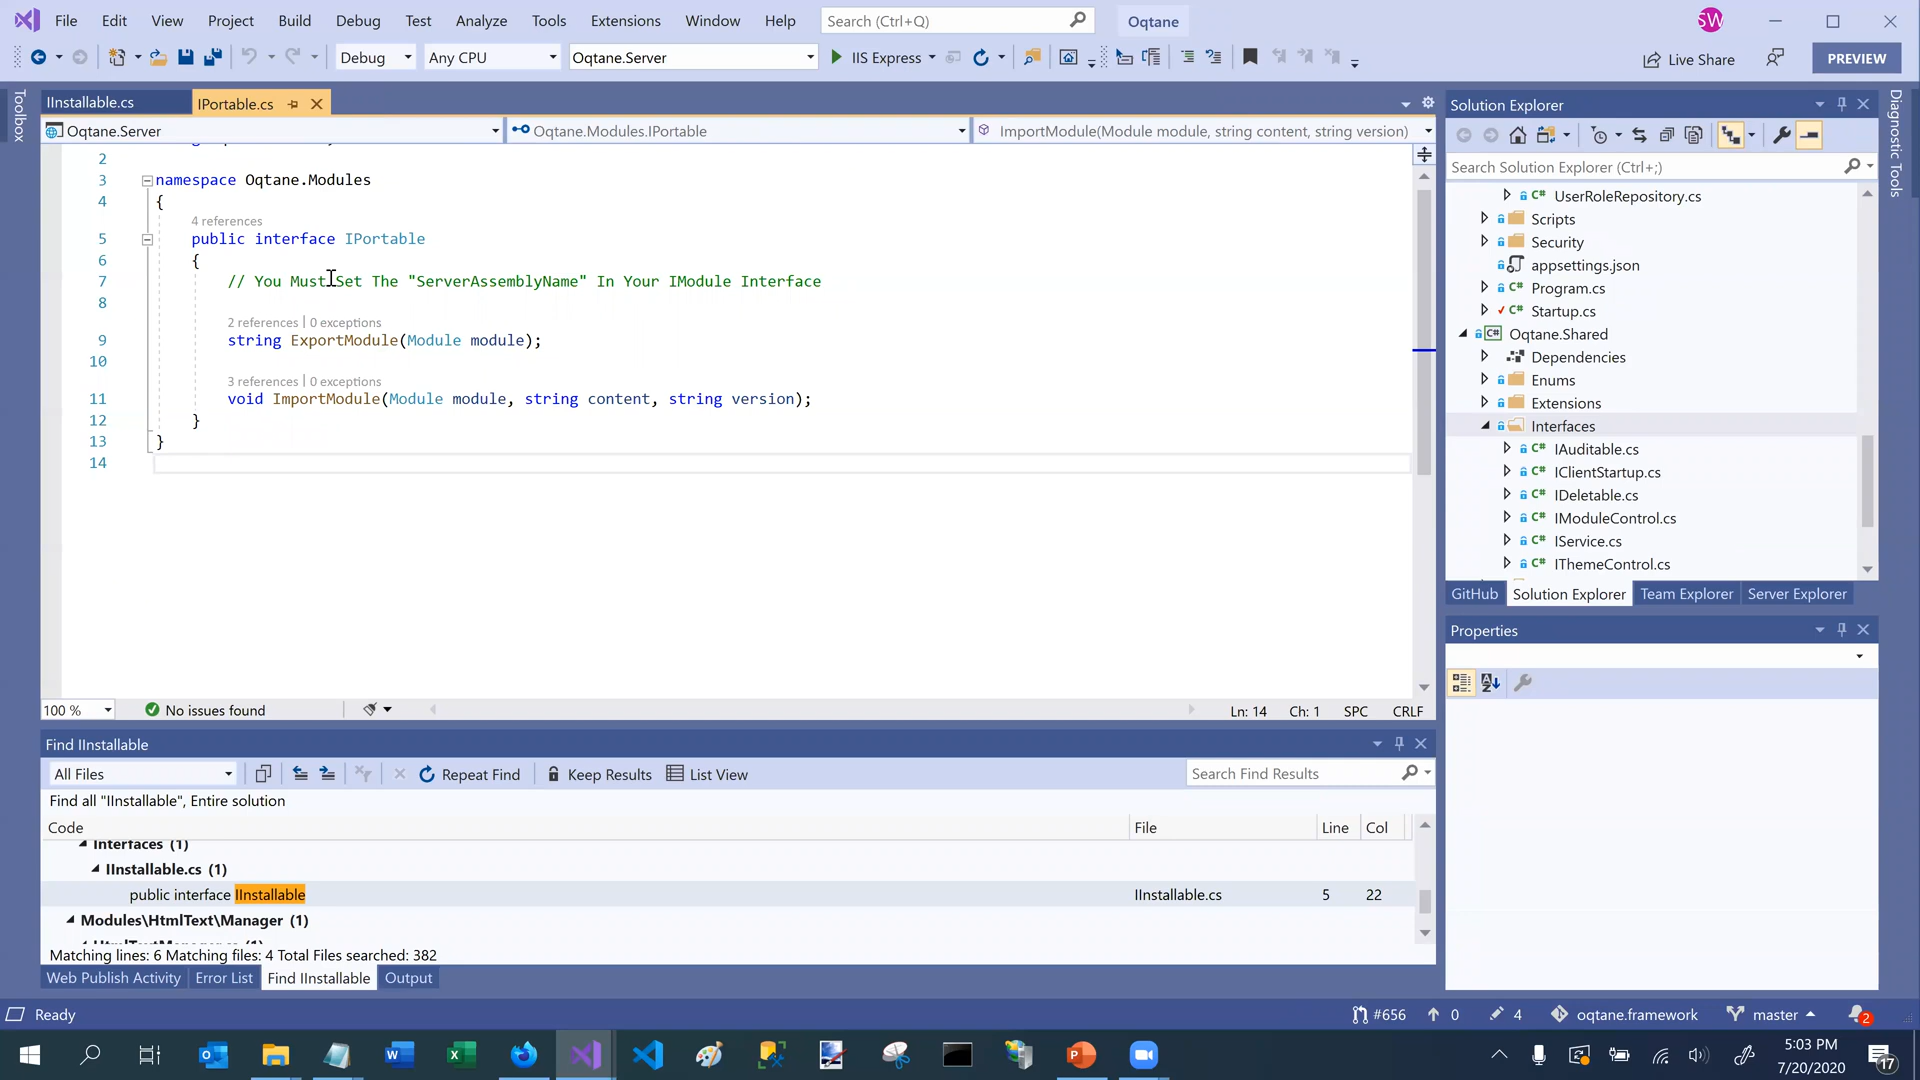 File Edit View Project Build Debug Test Analyze Tools Extensions Window Help Search (Ctrl+Q) Oqtane SW
Debug Any CPU Oqtane.Server IIS Express Live Share PREVIEW
Toolbox
IInstallable.cs IPortable.cs
Oqtane.Server Oqtane.Modules.IPortable ImportModule(Module module, string content, string version)
2
3 namespace Oqtane.Modules
4 {
4 references
5 public interface IPortable
6 {
7 // You Must Set The "ServerAssemblyName" In Your IModule Interface
8
2 references | 0 exceptions
9 string ExportModule(Module module);
10
3 references | 0 exceptions
11 void ImportModule(Module module, string content, string version);
12 }
13 }
14
100 % No issues found Ln: 14 Ch: 1 SPC CRLF
Find IInstallable
All Files Repeat Find Keep Results List View Search Find Results
Find all "IInstallable", Entire solution
Code File Line Col
Interfaces (1)
IInstallable.cs (1)
public interface IInstallable IInstallable.cs 5 22
Modules\HtmlText\Manager (1)
HtmlTextManager.cs (1)
Matching lines: 6 Matching files: 4 Total Files searched: 382
Web Publish Activity Error List Find IInstallable Output
Solution Explorer
Search Solution Explorer (Ctrl+;)
C# UserRoleRepository.cs
Scripts
Security
appsettings.json
C# Program.cs
C# Startup.cs
C# Oqtane.Shared
Dependencies
Enums
Extensions
Interfaces
C# IAuditable.cs
C# IClientStartup.cs
C# IDeletable.cs
C# IModuleControl.cs
C# IService.cs
C# IThemeControl.cs
GitHub Solution Explorer Team Explorer Server Explorer
Properties
Diagnostic Tools
Ready #656 0 4 oqtane.framework master 2
5:03 PM
7/20/2020
17